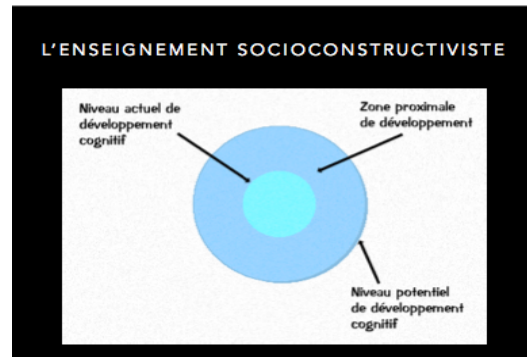 L'ENSEIGNEMENT SOCIOCONSTRUCTIVISTE
Niveau actuel de
développement
cognitif
Zone proximale
de développement
Niveau potentiel
de développement
cognitif